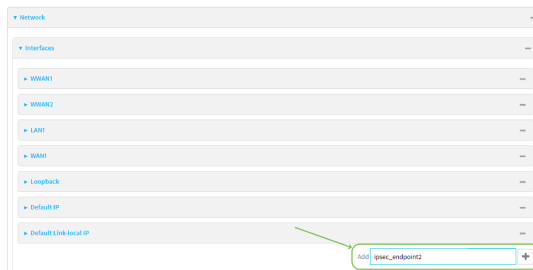 Network
Interfaces
WWAN1
WWAN2
LAN1
WAN1
Loopback
Default IP
Default Link-local IP
Add ipsec_endpoint2